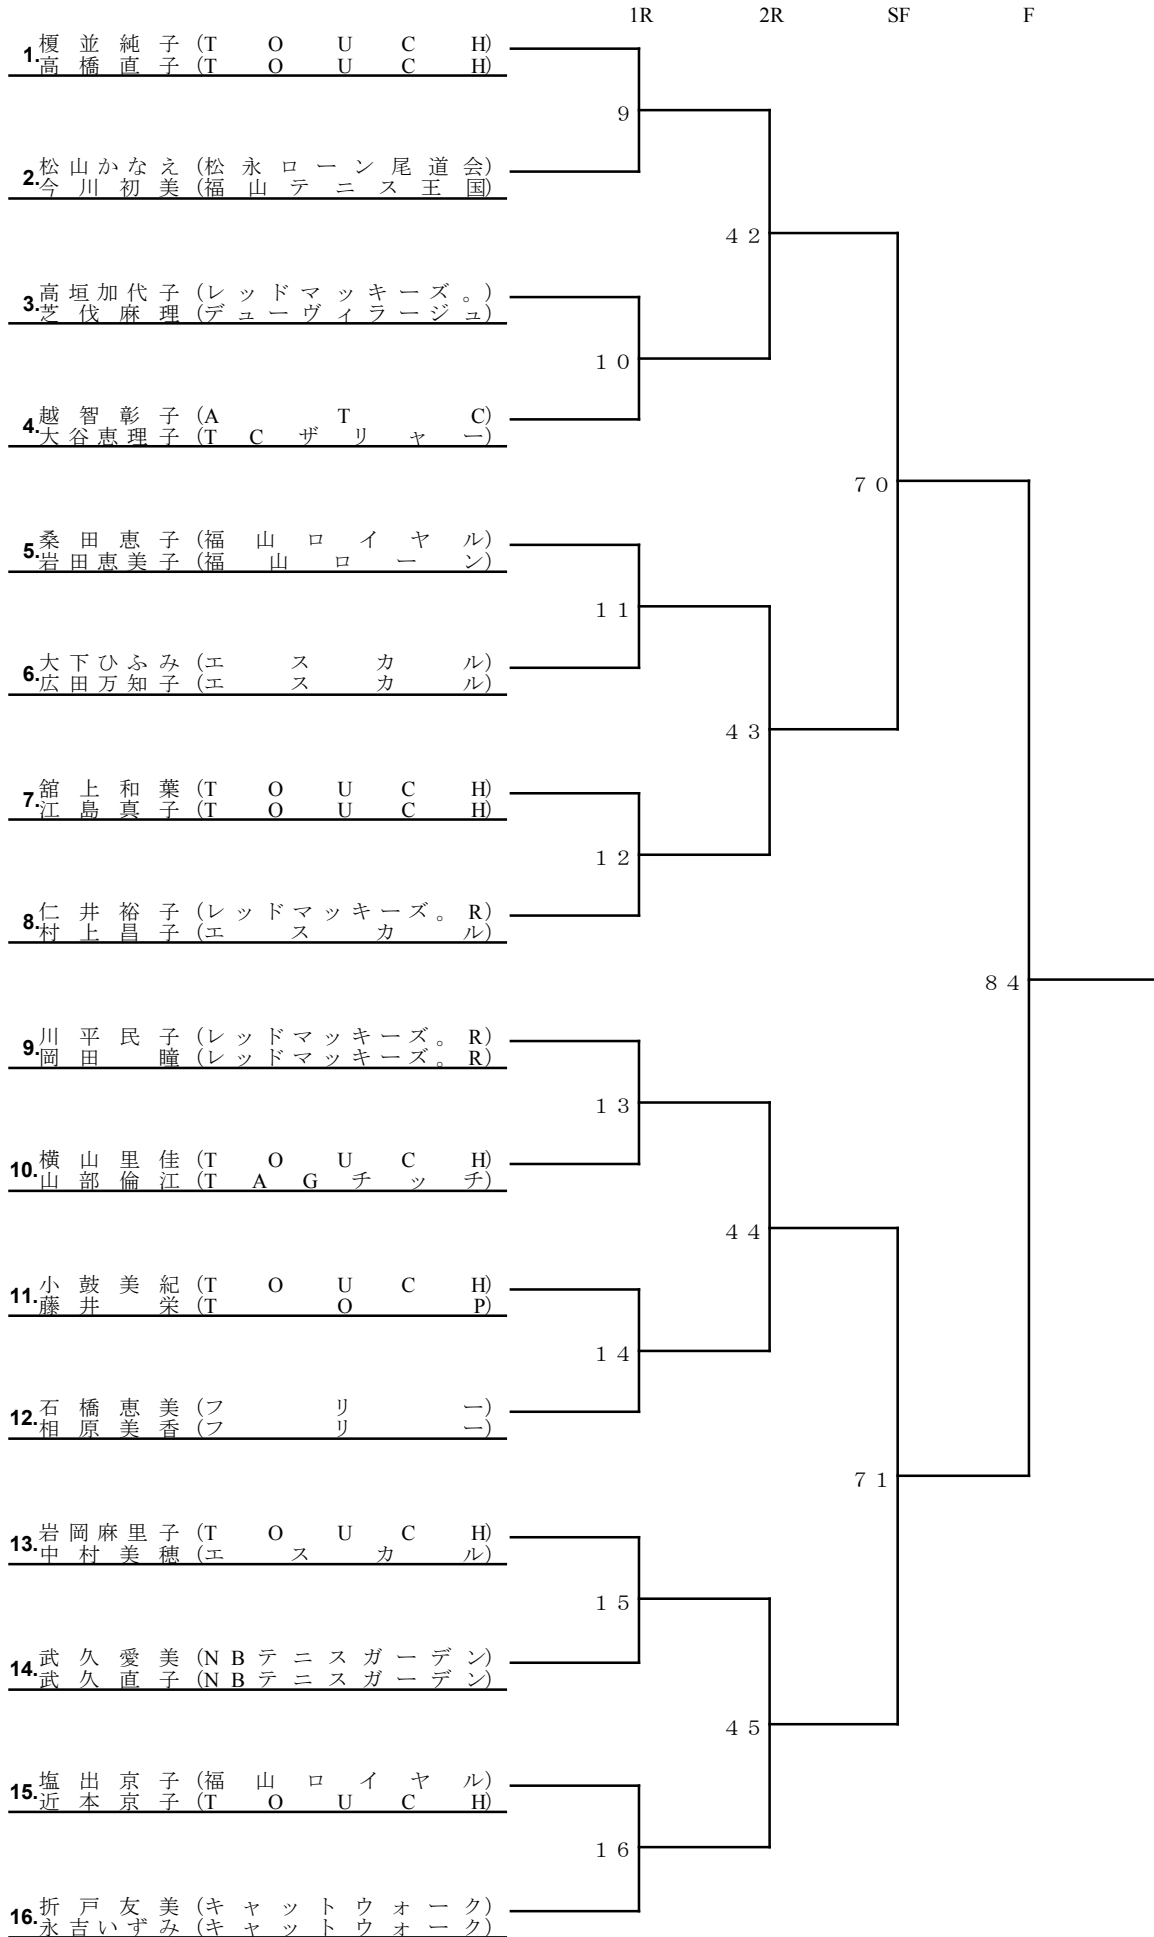 1R 2R SF F
1. 榎並純子 (TOUCH)
高橋直子 (TOUCH)
9
2. 松山かなえ (松永ローン尾道会)
今川初美 (福山テニス王国)
42
3. 高垣加代子 (レッドマッキーズ。)
芝伐麻理 (デューヴィラージュ)
10
4. 越智彰子 (ATC)
大谷恵理子 (TCザリャー)
70
5. 桑田恵子 (福山ロイヤル)
岩田恵美子 (福山ローン)
11
6. 大下ひふみ (エスカル)
広田万知子 (エスカル)
43
7. 舘上和葉 (TOUCH)
江島真子 (TOUCH)
12
8. 仁井裕子 (レッドマッキーズ。R)
村上昌子 (エスカル)
84
9. 川平民子 (レッドマッキーズ。R)
岡田瞳 (レッドマッキーズ。R)
13
10. 横山里佳 (TOUCH)
山部倫江 (TAGチッチ)
44
11. 小鼓美紀 (TOUCH)
藤井栄 (TOP)
14
12. 石橋恵美 (フリー)
相原美香 (フリー)
71
13. 岩岡麻里子 (TOUCH)
中村美穂 (エスカル)
15
14. 武久愛美 (NBテニスガーデン)
武久直子 (NBテニスガーデン)
45
15. 塩出京子 (福山ロイヤル)
近本京子 (TOUCH)
16
16. 折戸友美 (キャットウォーク)
永吉いずみ (キャットウォーク)